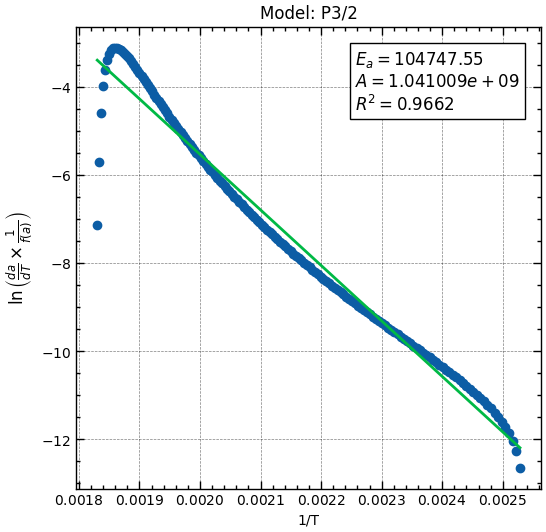 Model: P3/2
E_a = 104747.55
A = 1.041009e + 09
R² = 0.9662
−4
−6
−8
−10
−12
ln(da/dT × 1/f(a))
0.0018 0.0019 0.0020 0.0021 0.0022 0.0023 0.0024 0.0025
1/T